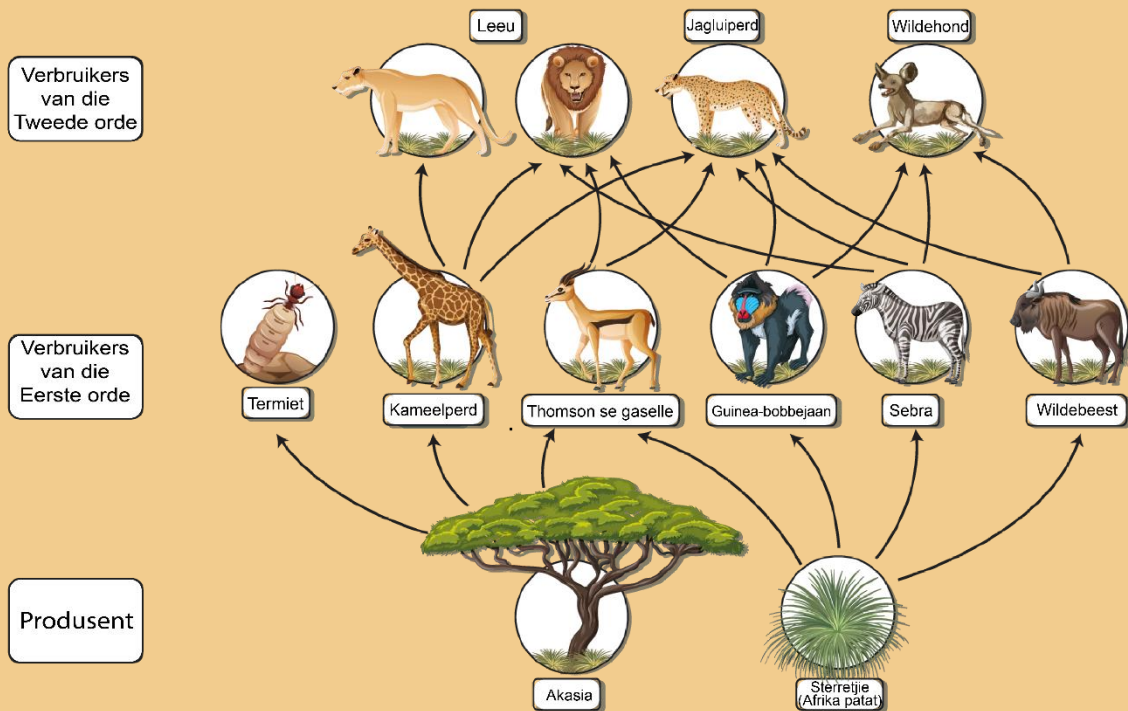 Leeu
Jagluiperd
Wildehond
Verbruikers
van die
Tweede orde
Verbruikers
van die
Eerste orde
Termiet
Kameelperd
Thomson se gaselle
Guinea-bobbejaan
Sebra
Wildebeest
Produsent
Akasia
Sterretjie
(Afrika patat)